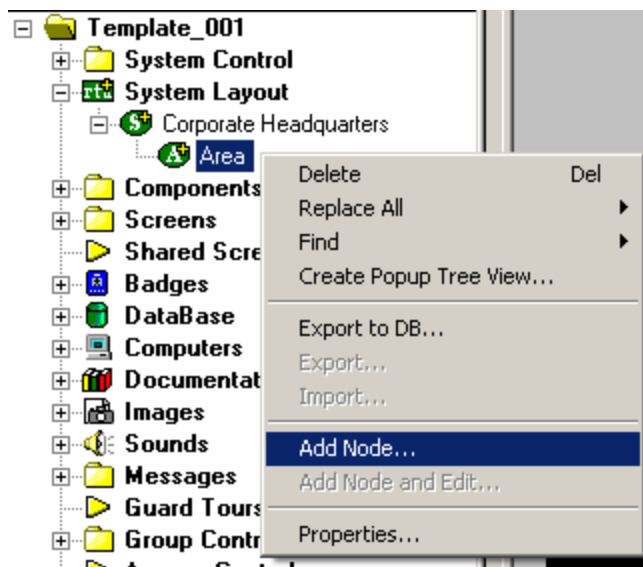 Template_001
System Control
rtu System Layout
S Corporate Headquarters
A Area
Components
Screens
Shared Scre
Badges
DataBase
Computers
Documentat
Images
Sounds
Messages
Guard Tours
Group Contr
Delete Del
Replace All
Find
Create Popup Tree View...
Export to DB...
Export...
Import...
Add Node...
Add Node and Edit...
Properties...